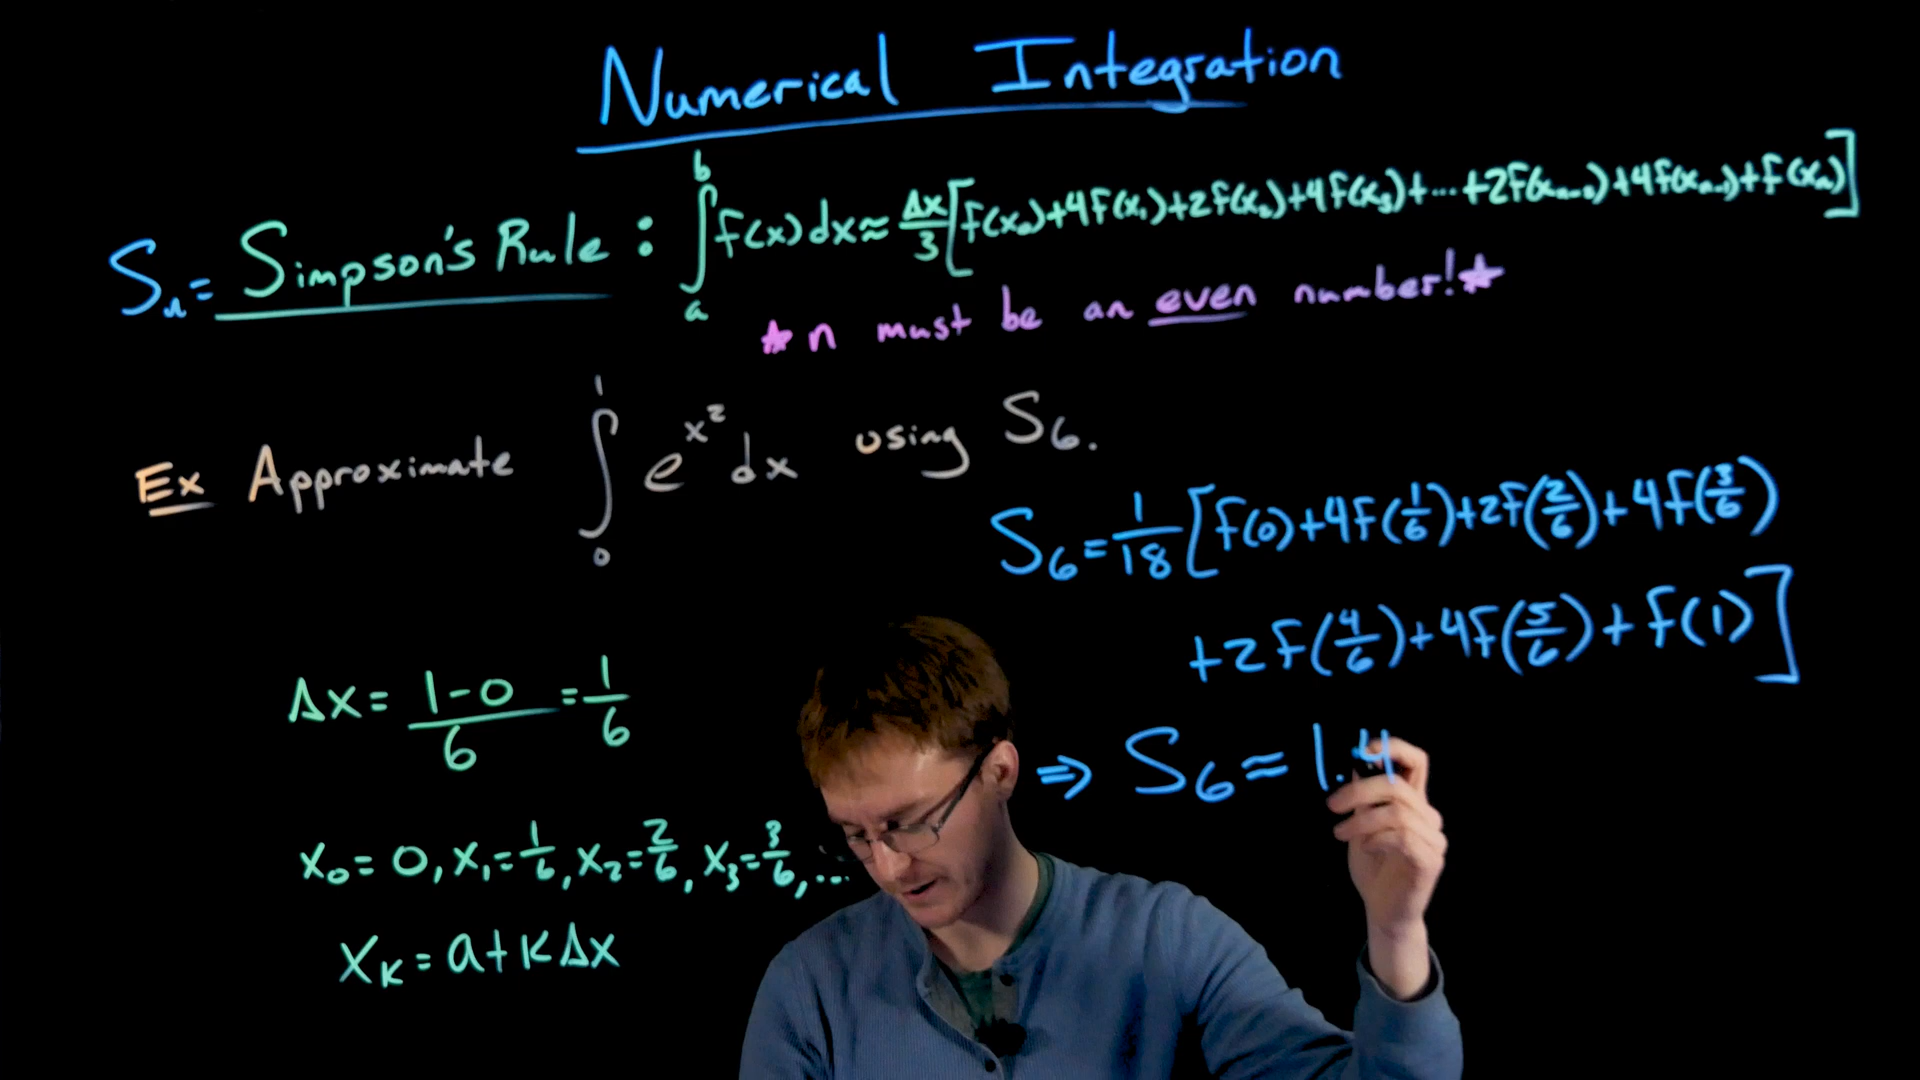 Numerical Integration
Sₙ = Simpson's Rule : ∫ₐᵇ f(x)dx ≈ Δx/3 [f(x₀)+4f(x₁)+2f(x₂)+4f(x₃)+...+2f(xₙ₋₂)+4f(xₙ₋₁)+f(xₙ)]
★ n must be an even number! ★
Ex Approximate ∫₀¹ e^(x²) dx using S₆.
S₆ = 1/18 [f(0)+4f(1/6)+2f(2/6)+4f(3/6)
+2f(4/6)+4f(5/6)+f(1)]
Δx = (1-0)/6 = 1/6
⇒ S₆ ≈ 1.4
x₀ = 0, x₁ = 1/6, x₂ = 2/6, x₃ = 3/6, ...
x_K = a+KΔx